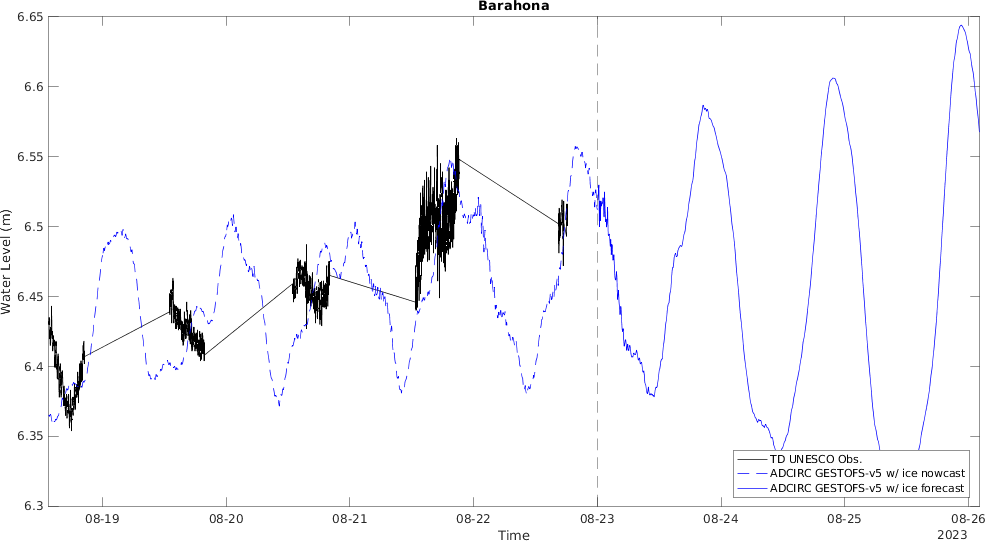 Barahona
Water Level (m)
6.65
6.6
6.55
6.5
6.45
6.4
6.35
6.3
TD UNESCO Obs.
ADCIRC GESTOFS-v5 w/ ice nowcast
ADCIRC GESTOFS-v5 w/ ice forecast
08-19 08-20 08-21 08-22 08-23 08-24 08-25 08-26
Time
2023